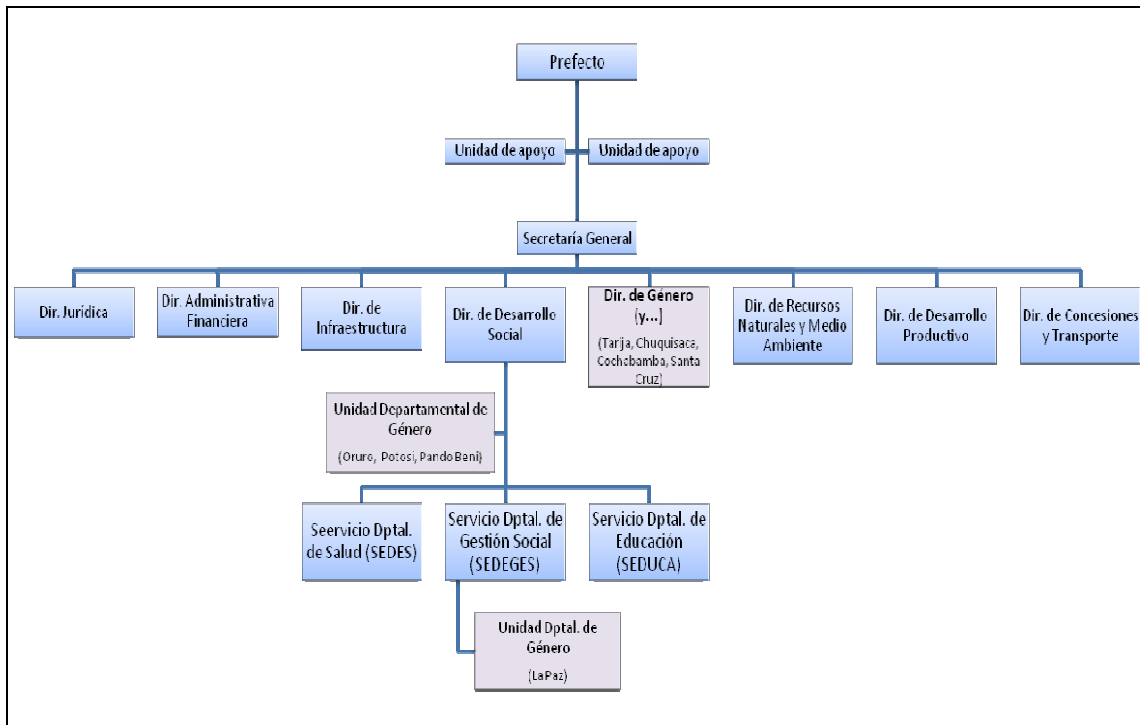 Prefecto
Unidad de apoyo
Unidad de apoyo
Secretaría General
Dir. Jurídica
Dir. Administrativa
Financiera
Dir. de
Infraestructura
Dir. de Desarrollo
Social
Dir. de Género
(y...]
(Tarija, Chuquisaca,
Cochabamba, Santa
Cruz)
Dir. de Recursos
Naturales y Medio
Ambiente
Dir. de Desarrollo
Productivo
Dir. de Concesiones
y Transporte
Unidad Departamental de
Género
(Oruro, Potosi, Pando Beni)
Seervicio Dptal.
de Salud (SEDES)
Servicio Dptal. de
Gestión Social
(SEDEGES)
Servicio Dptal. de
Educación
(SEDUCA)
Unidad Dptal. de
Género
(La Paz)